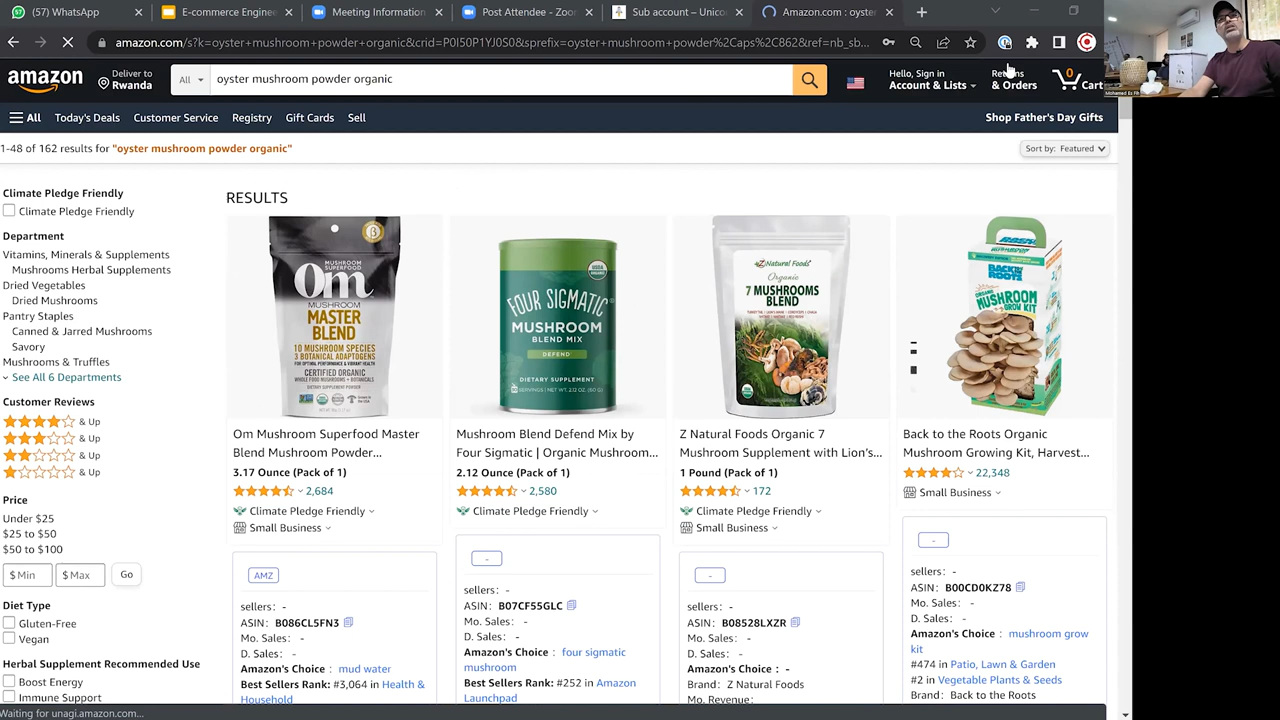 (57) WhatsApp
E-commerce Engine
Meeting Information
Post Attendee - Zoo
Sub account – Unico
Amazon.com : oyste
amazon.com/s?k=oyster+mushroom+powder+organic&crid=P0I50P1YJ0S0&sprefix=oyster+mushroom+powder%2Caps%2C862&ref=nb_sb...
amazon
Deliver to
Rwanda
All
oyster mushroom powder organic
Hello, Sign in
Account & Lists
Returns
& Orders
0
Cart
All
Today's Deals
Customer Service
Registry
Gift Cards
Sell
Shop Father's Day Gifts
1-48 of 162 results for "oyster mushroom powder organic"
Sort by: Featured
Climate Pledge Friendly
Climate Pledge Friendly
Department
Vitamins, Minerals & Supplements
Mushrooms Herbal Supplements
Dried Vegetables
Dried Mushrooms
Pantry Staples
Canned & Jarred Mushrooms
Savory
Mushrooms & Truffles
See All 6 Departments
Customer Reviews
& Up
& Up
& Up
& Up
Price
Under $25
$25 to $50
$50 to $100
$ Min
$ Max
Go
Diet Type
Gluten-Free
Vegan
Herbal Supplement Recommended Use
Boost Energy
Immune Support
RESULTS
MUSHROOM SUPERFOOD
Om
MUSHROOM
MASTER
BLEND
10 MUSHROOM SPECIES
3 BOTANICAL ADAPTOGENS
CERTIFIED ORGANIC
Om Mushroom Superfood Master
Blend Mushroom Powder...
3.17 Ounce (Pack of 1)
2,684
Climate Pledge Friendly
Small Business
AMZ
sellers: -
ASIN: B086CL5FN3
Mo. Sales: -
D. Sales: -
Amazon's Choice : mud water
Best Sellers Rank: #3,064 in Health &
Household
FOUR SIGMATIC
MUSHROOM
BLEND MIX
DEFEND
DIETARY SUPPLEMENT
Mushroom Blend Defend Mix by
Four Sigmatic | Organic Mushroom...
2.12 Ounce (Pack of 1)
2,580
Climate Pledge Friendly
-
sellers: -
ASIN: B07CF55GLC
Mo. Sales: -
D. Sales: -
Amazon's Choice : four sigmatic
mushroom
Best Sellers Rank: #252 in Amazon
Launchpad
Z Natural Foods
Organic
7 MUSHROOMS
BLEND
Z Natural Foods Organic 7
Mushroom Supplement with Lion's...
1 Pound (Pack of 1)
172
Climate Pledge Friendly
Small Business
-
sellers: -
ASIN: B08528LXZR
Mo. Sales: -
D. Sales: -
Amazon's Choice : -
Brand: Z Natural Foods
Mo. Revenue:
BACK TO
ROOTS
ORGANIC
MUSHROOM
GROW KIT
Back to the Roots Organic
Mushroom Growing Kit, Harvest...
22,348
Small Business
-
sellers: -
ASIN: B00CD0KZ78
Mo. Sales: -
D. Sales: -
Amazon's Choice : mushroom grow
kit
#474 in Patio, Lawn & Garden
#2 in Vegetable Plants & Seeds
Brand: Back to the Roots
Waiting for unagi.amazon.com...